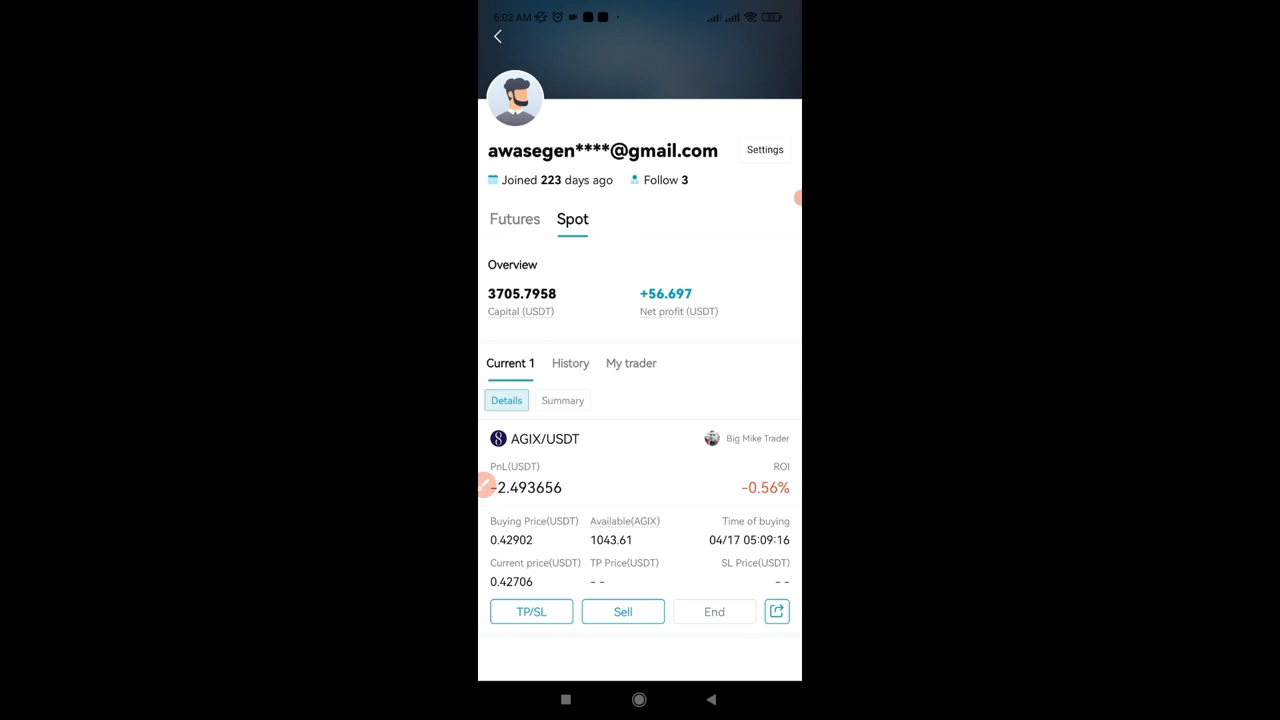 6:02 AM
awasegen****@gmail.com Settings
Joined 223 days ago Follow 3
Futures Spot
Overview
3705.7958 +56.697
Capital (USDT) Net profit (USDT)
Current 1 History My trader
Details Summary
AGIX/USDT Big Mike Trader
PnL(USDT) ROI
-2.493656 -0.56%
Buying Price(USDT) Available(AGIX) Time of buying
0.42902 1043.61 04/17 05:09:16
Current price(USDT) TP Price(USDT) SL Price(USDT)
0.42706 - - - -
TP/SL Sell End